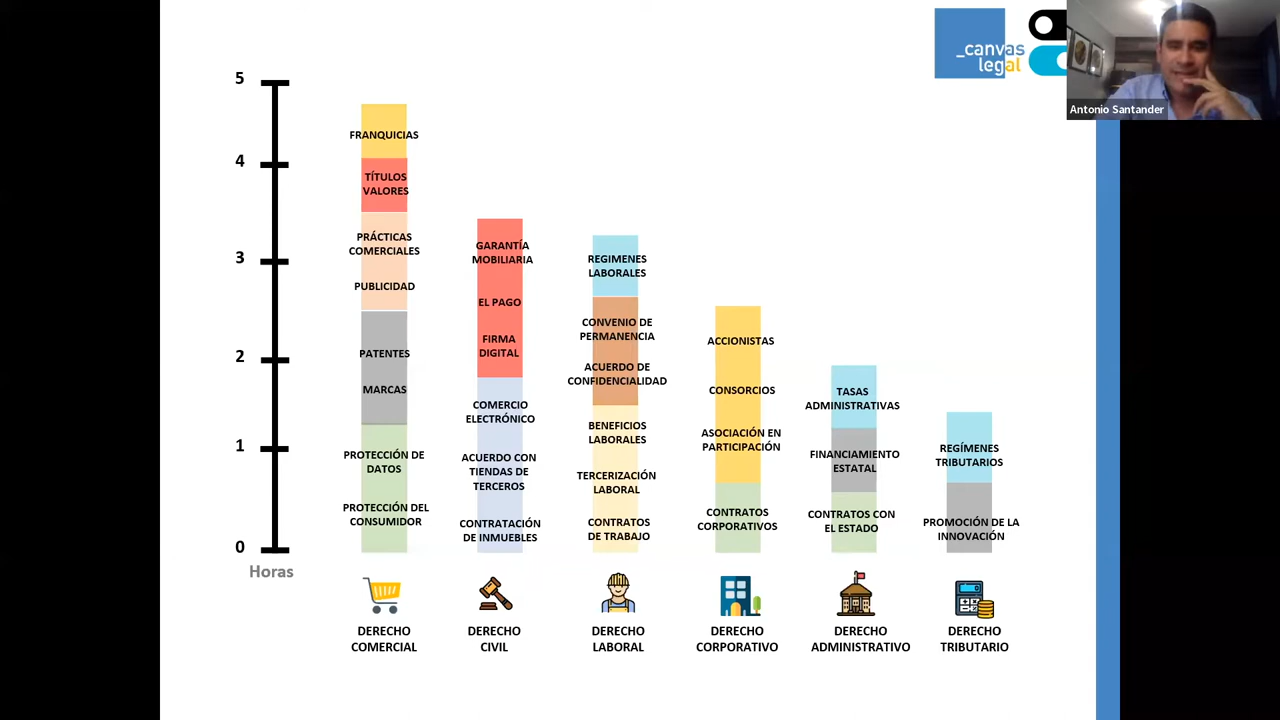 _canvas
legal
Antonio Santander
5
4
3
2
1
0
Horas
FRANQUICIAS
TÍTULOS
VALORES
PRÁCTICAS
COMERCIALES
PUBLICIDAD
PATENTES
MARCAS
PROTECCIÓN DE
DATOS
PROTECCIÓN DEL
CONSUMIDOR
GARANTÍA
MOBILIARIA
EL PAGO
FIRMA
DIGITAL
COMERCIO
ELECTRÓNICO
ACUERDO CON
TIENDAS DE
TERCEROS
CONTRATACIÓN
DE INMUEBLES
REGIMENES
LABORALES
CONVENIO DE
PERMANENCIA
ACUERDO DE
CONFIDENCIALIDAD
BENEFICIOS
LABORALES
TERCERIZACIÓN
LABORAL
CONTRATOS
DE TRABAJO
ACCIONISTAS
CONSORCIOS
ASOCIACIÓN EN
PARTICIPACIÓN
CONTRATOS
CORPORATIVOS
TASAS
ADMINISTRATIVAS
FINANCIAMIENTO
ESTATAL
CONTRATOS CON
EL ESTADO
REGÍMENES
TRIBUTARIOS
PROMOCIÓN DE LA
INNOVACIÓN
DERECHO
COMERCIAL
DERECHO
CIVIL
DERECHO
LABORAL
DERECHO
CORPORATIVO
DERECHO
ADMINISTRATIVO
DERECHO
TRIBUTARIO